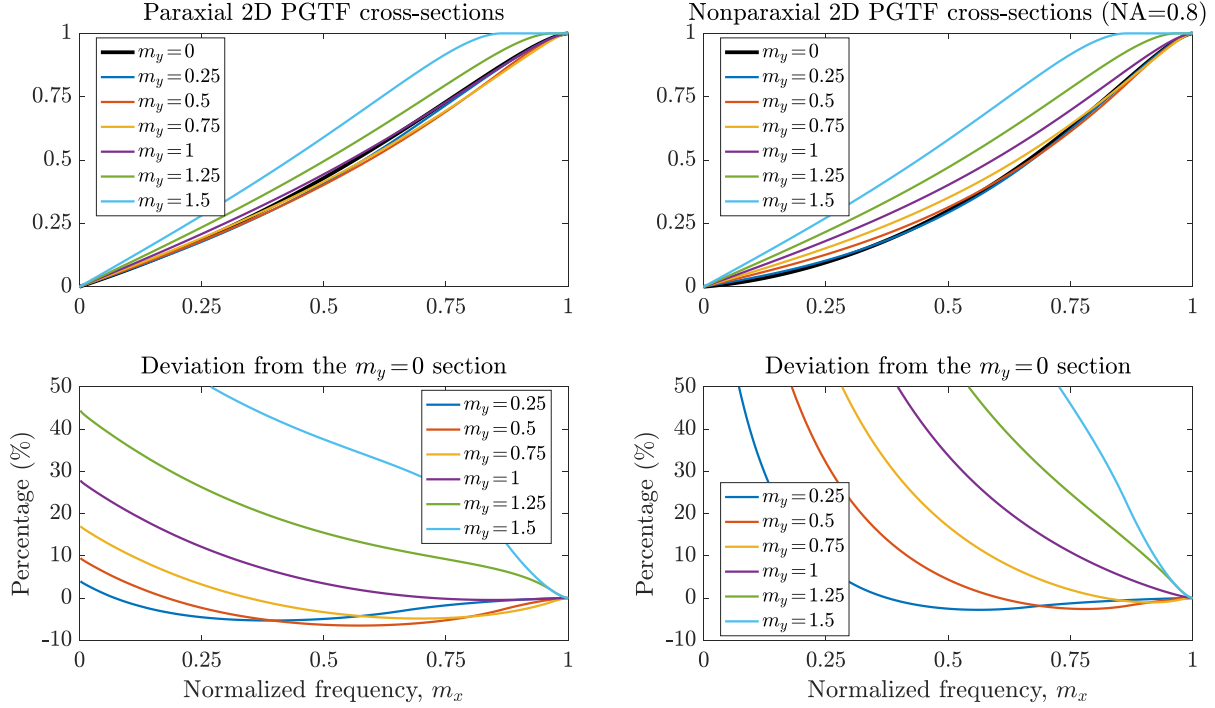 Paraxial 2D PGTF cross-sections
1
0.75
0.5
0.25
0
m_y=0
m_y=0.25
m_y=0.5
m_y=0.75
m_y=1
m_y=1.25
m_y=1.5
0 0.25 0.5 0.75 1
Nonparaxial 2D PGTF cross-sections (NA=0.8)
1
0.75
0.5
0.25
0
m_y=0
m_y=0.25
m_y=0.5
m_y=0.75
m_y=1
m_y=1.25
m_y=1.5
0 0.25 0.5 0.75 1
Deviation from the m_y=0 section
Percentage (%)
50
40
30
20
10
0
-10
m_y=0.25
m_y=0.5
m_y=0.75
m_y=1
m_y=1.25
m_y=1.5
0 0.25 0.5 0.75 1
Normalized frequency, m_x
Deviation from the m_y=0 section
Percentage (%)
50
40
30
20
10
0
-10
m_y=0.25
m_y=0.5
m_y=0.75
m_y=1
m_y=1.25
m_y=1.5
0 0.25 0.5 0.75 1
Normalized frequency, m_x